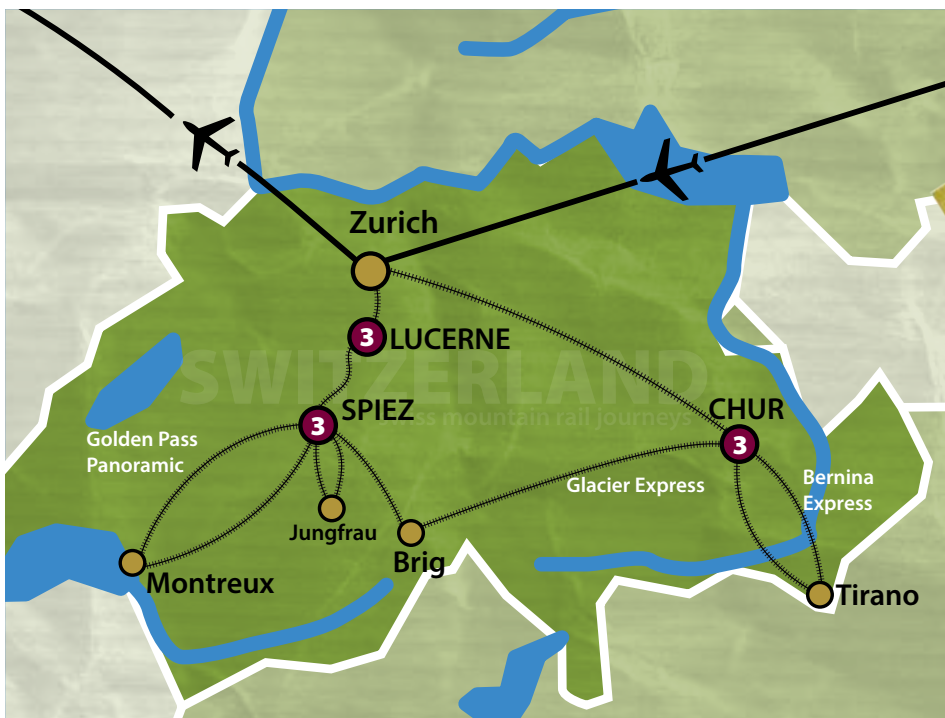 Zurich
3
LUCERNE
SWITZERLAND
ss mountain rail journeys
3
SPIEZ
CHUR
3
Golden Pass
Panoramic
Glacier Express
Bernina
Express
Jungfrau
Brig
Montreux
Tirano